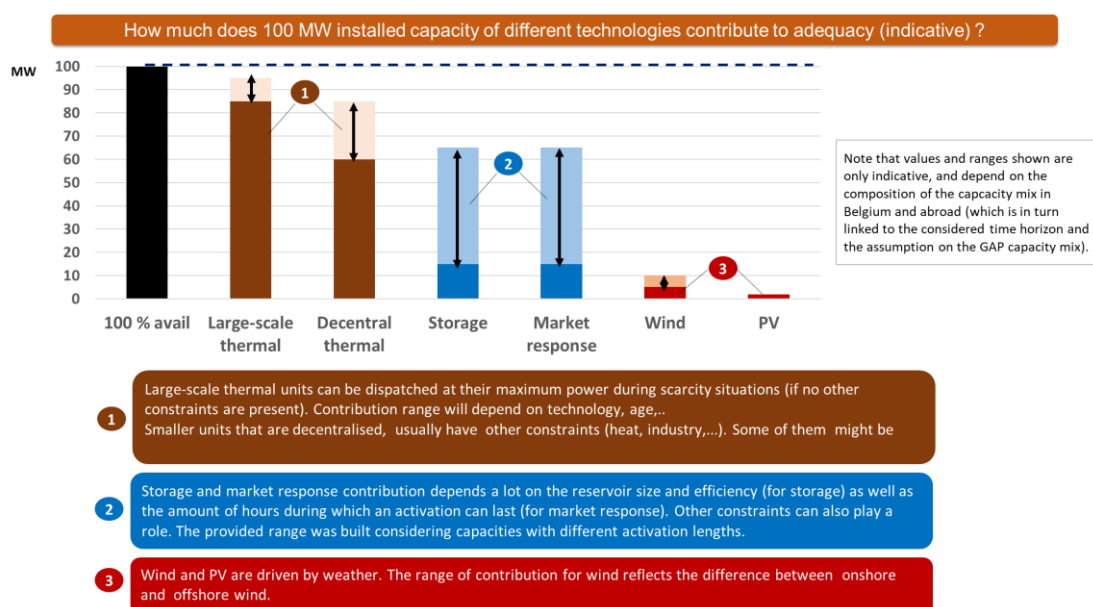 How much does 100 MW installed capacity of different technologies contribute to adequacy (indicative) ?
MW
100
90
80
70
60
50
40
30
20
10
0
1
2
3
100 % avail
Large-scale
thermal
Decentral
thermal
Storage
Market
response
Wind
PV
Note that values and ranges shown are
only indicative, and depend on the
composition of the capcacity mix in
Belgium and abroad (which is in turn
linked to the considered time horizon and
the assumption on the GAP capacity mix).
1
Large-scale thermal units can be dispatched at their maximum power during scarcity situations (if no other
constraints are present). Contribution range will depend on technology, age,..
Smaller units that are decentralised, usually have other constraints (heat, industry,...). Some of them might be
2
Storage and market response contribution depends a lot on the reservoir size and efficiency (for storage) as well as
the amount of hours during which an activation can last (for market response). Other constraints can also play a
role. The provided range was built considering capacities with different activation lengths.
3
Wind and PV are driven by weather. The range of contribution for wind reflects the difference between onshore
and offshore wind.